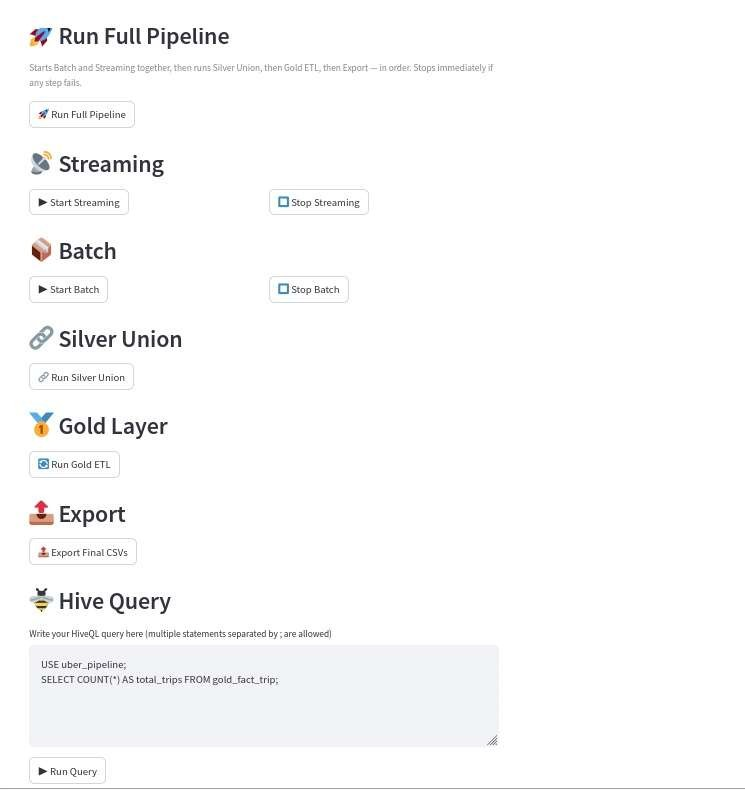 Run Full Pipeline
Starts Batch and Streaming together, then runs Silver Union, then Gold ETL, then Export — in order. Stops immediately if
any step fails.
Run Full Pipeline
Streaming
Start Streaming
Stop Streaming
Batch
Start Batch
Stop Batch
Silver Union
Run Silver Union
Gold Layer
Run Gold ETL
Export
Export Final CSVs
Hive Query
Write your HiveQL query here (multiple statements separated by ; are allowed)
USE uber_pipeline;
SELECT COUNT(*) AS total_trips FROM gold_fact_trip;
Run Query